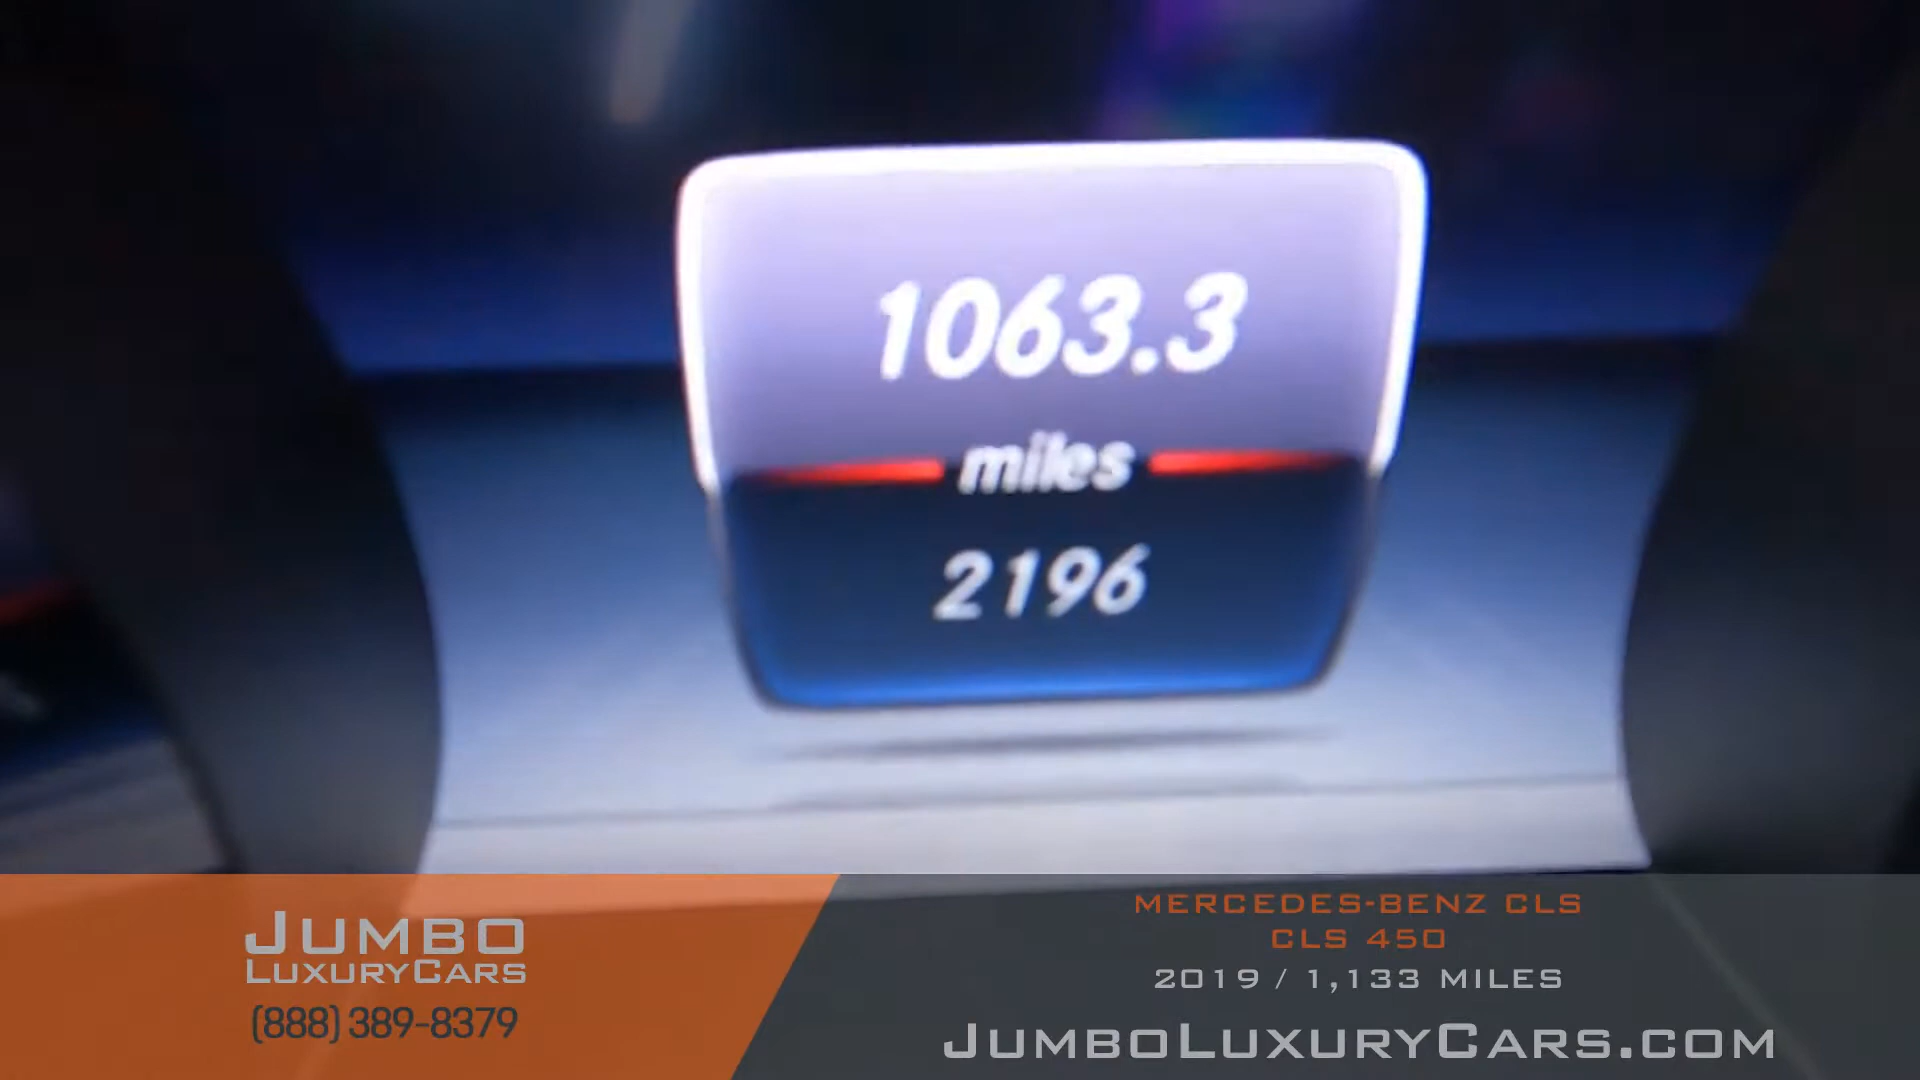 1063.3
miles
2196
JUMBO
LUXURYCARS
(888) 389-8379
MERCEDES-BENZ CLS
CLS 450
2019 / 1,133 MILES
JUMBOLUXURYCARS.COM